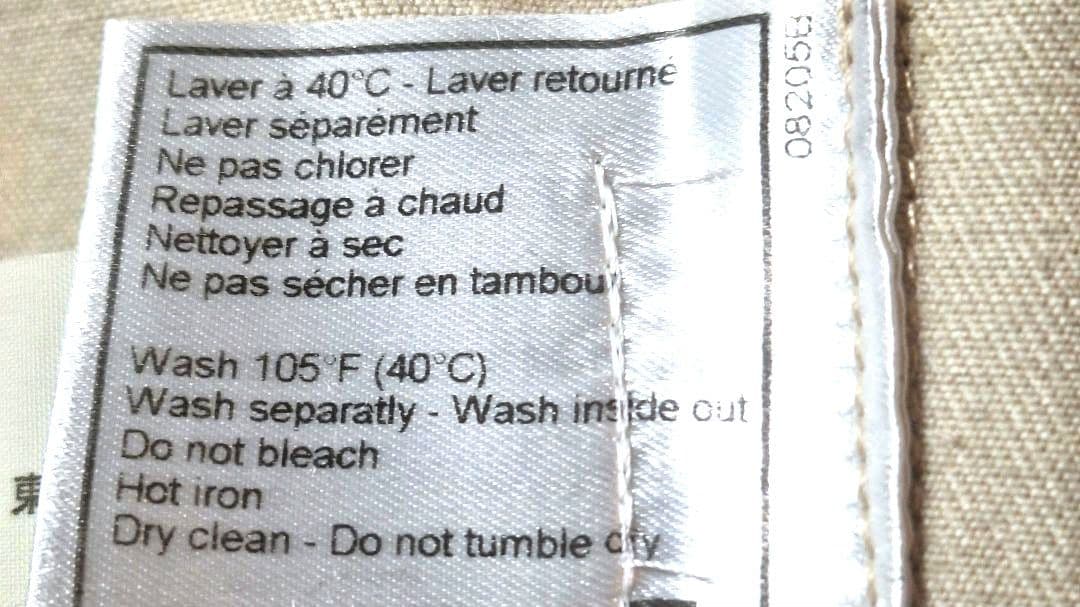 Laver à 40°C - Laver retourné
Laver séparément
Ne pas chlorer
Repassage à chaud
Nettoyer à sec
Ne pas sécher en tambour
Wash 105°F (40°C)
Wash separatly - Wash inside out
Do not bleach
Hot iron
Dry clean - Do not tumble dry
08205B
東